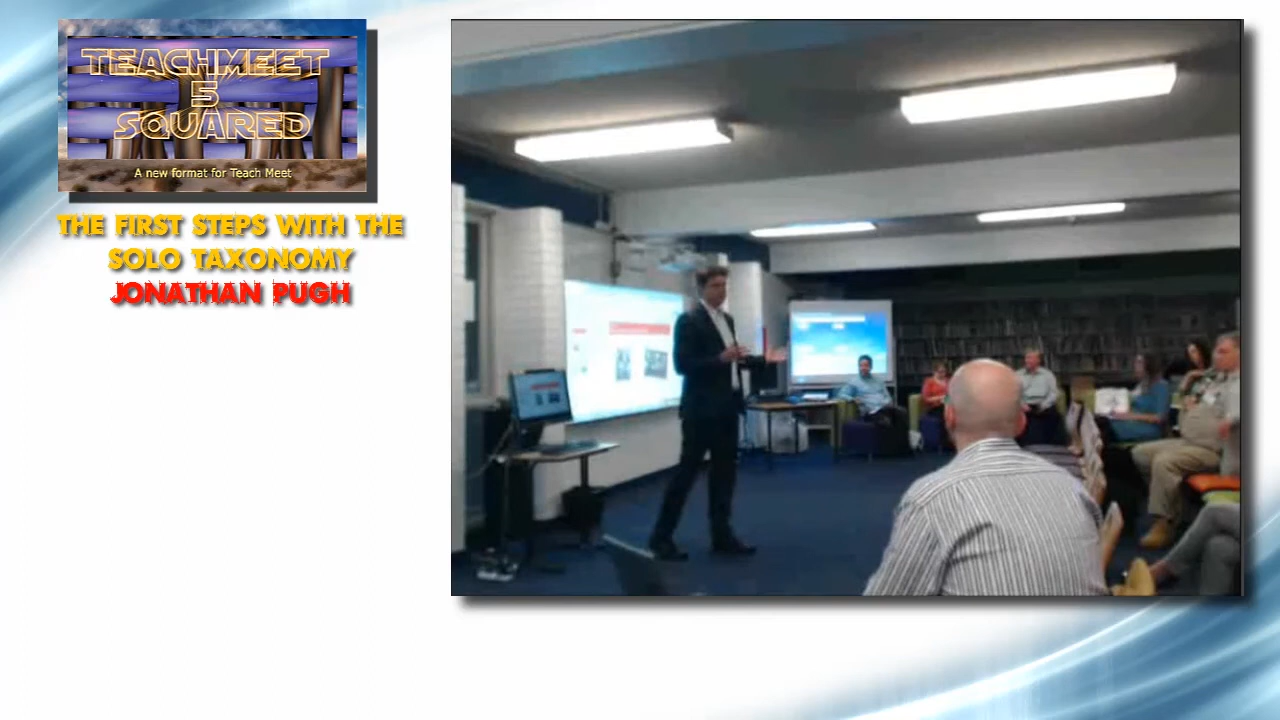 TEACHMEET
5
SQUARED
A new format for Teach Meet
THE FIRST STEPS WITH THE
SOLO TAXONOMY
JONATHAN PUGH